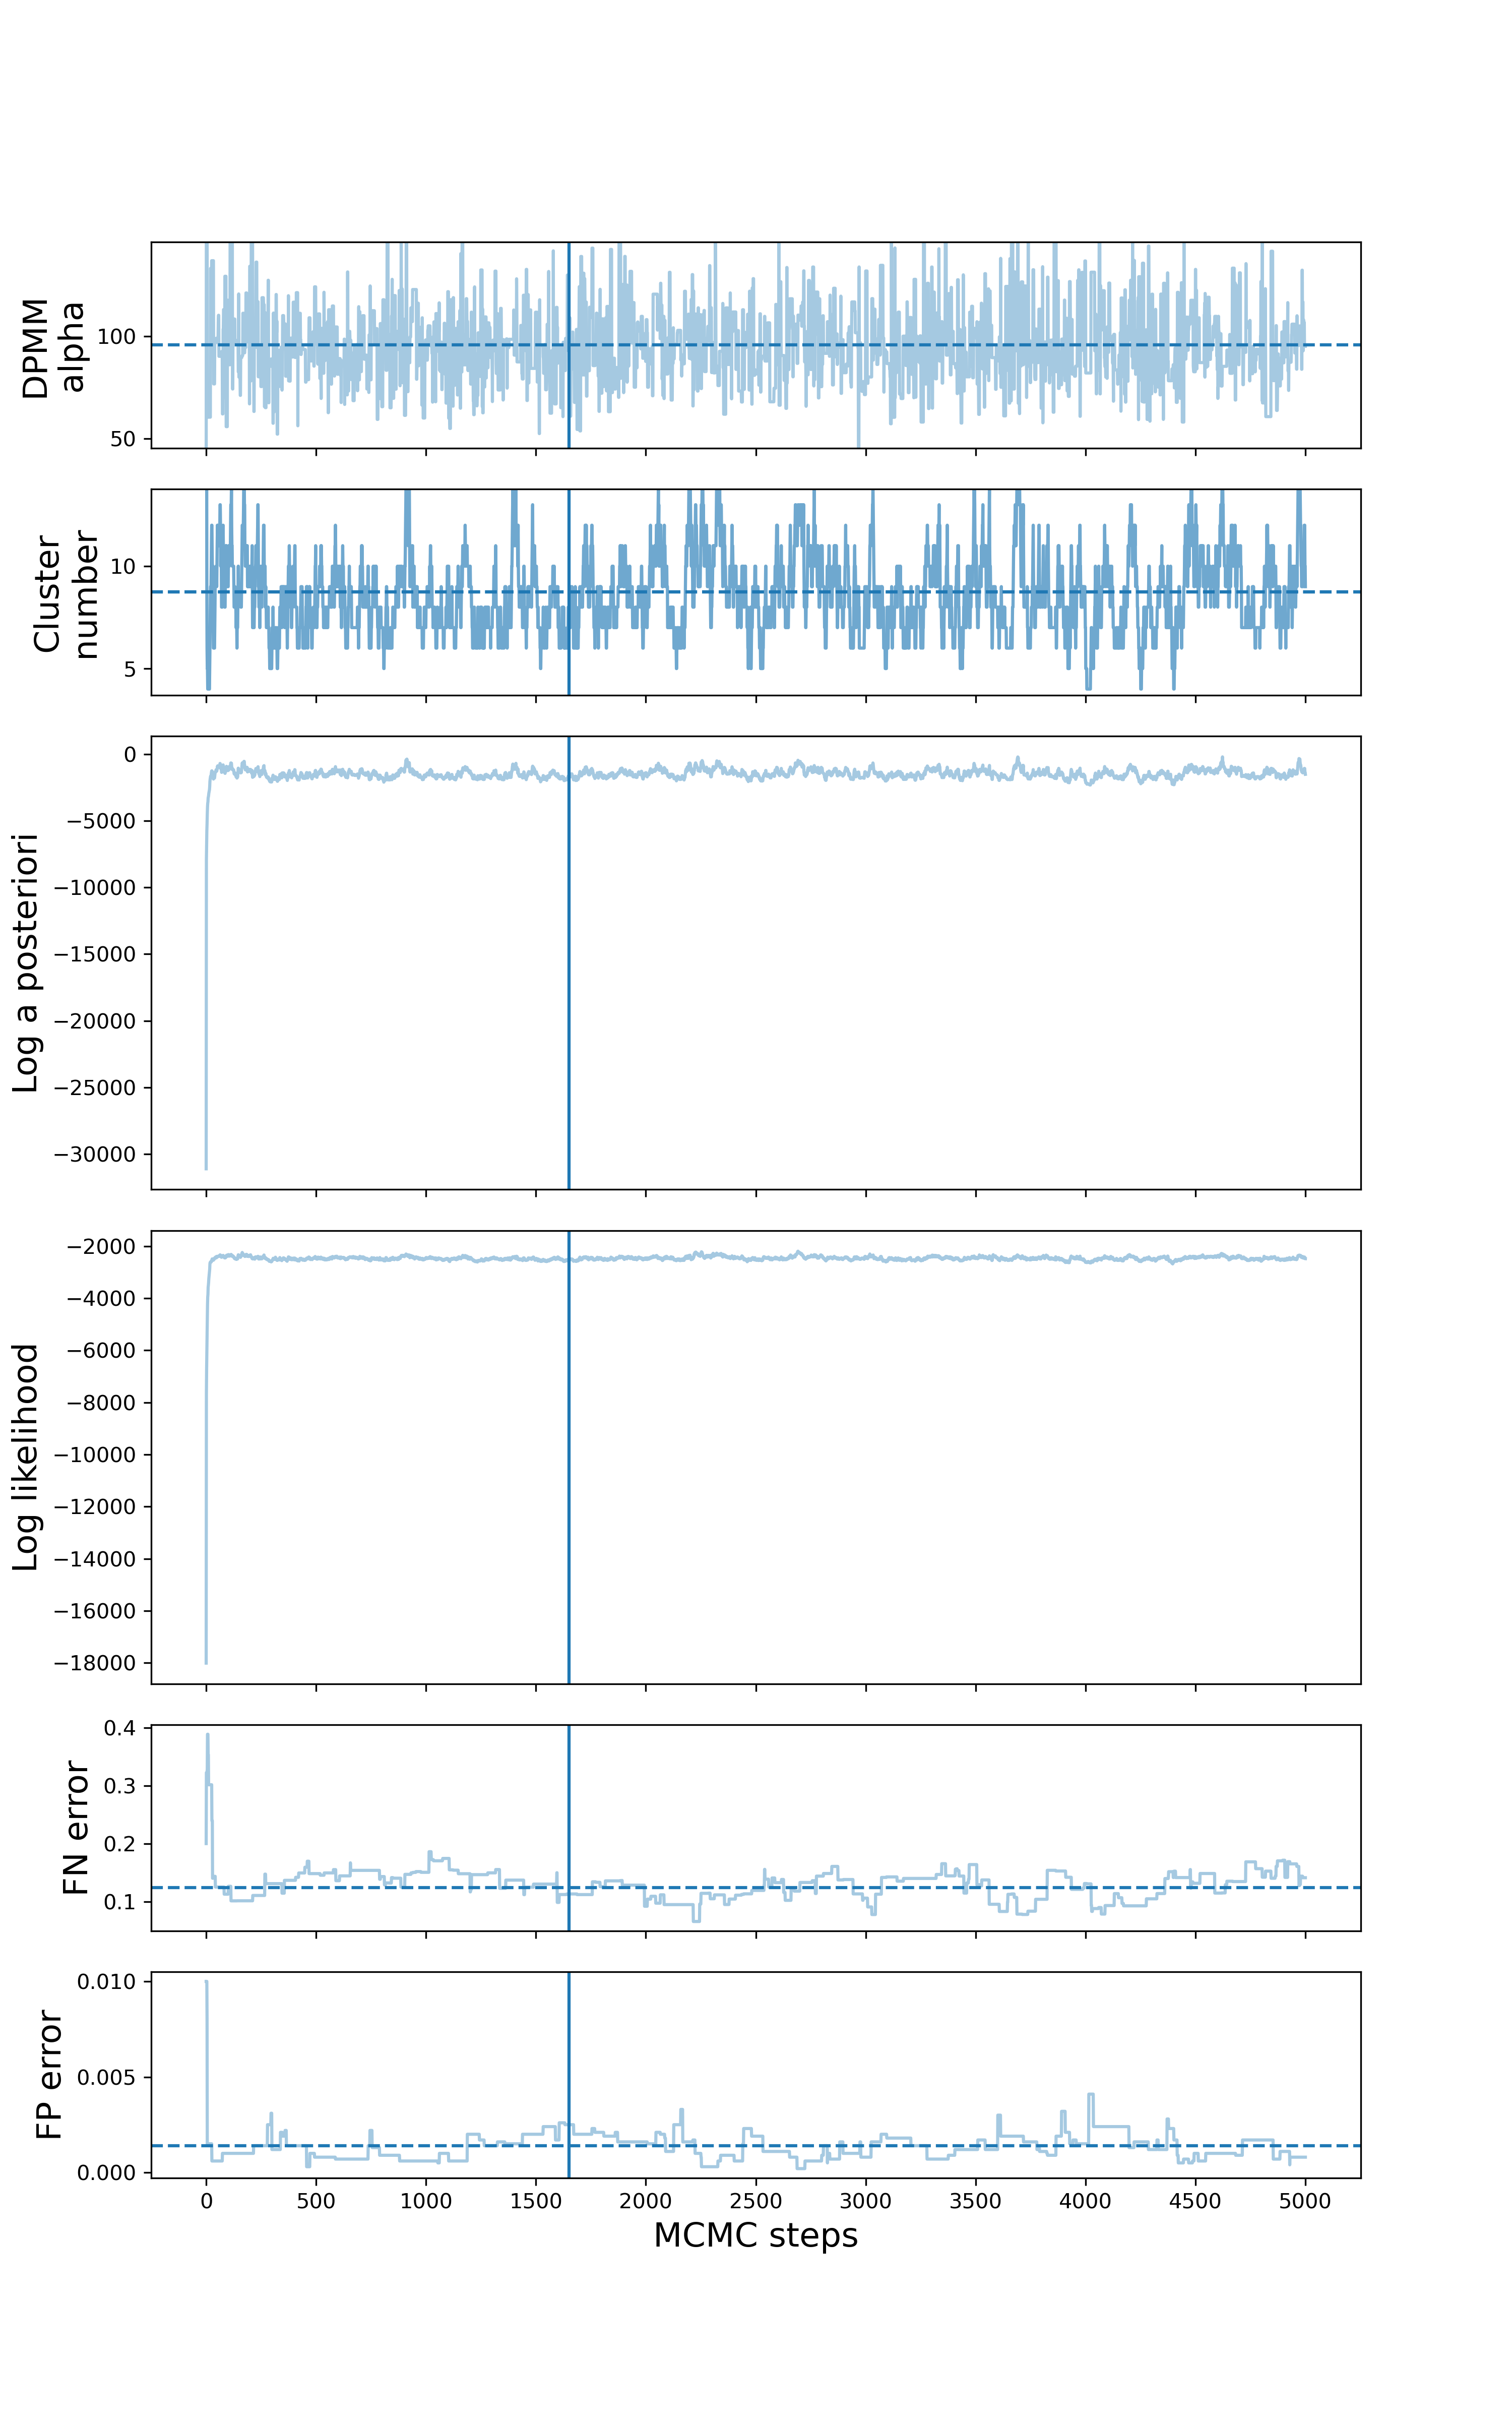 DPMM
alpha
100
50
Cluster
number
10
5
Log a posteriori
0
−5000
−10000
−15000
−20000
−25000
−30000
Log likelihood
−2000
−4000
−6000
−8000
−10000
−12000
−14000
−16000
−18000
FN error
0.4
0.3
0.2
0.1
FP error
0.010
0.005
0.000
0 500 1000 1500 2000 2500 3000 3500 4000 4500 5000
MCMC steps